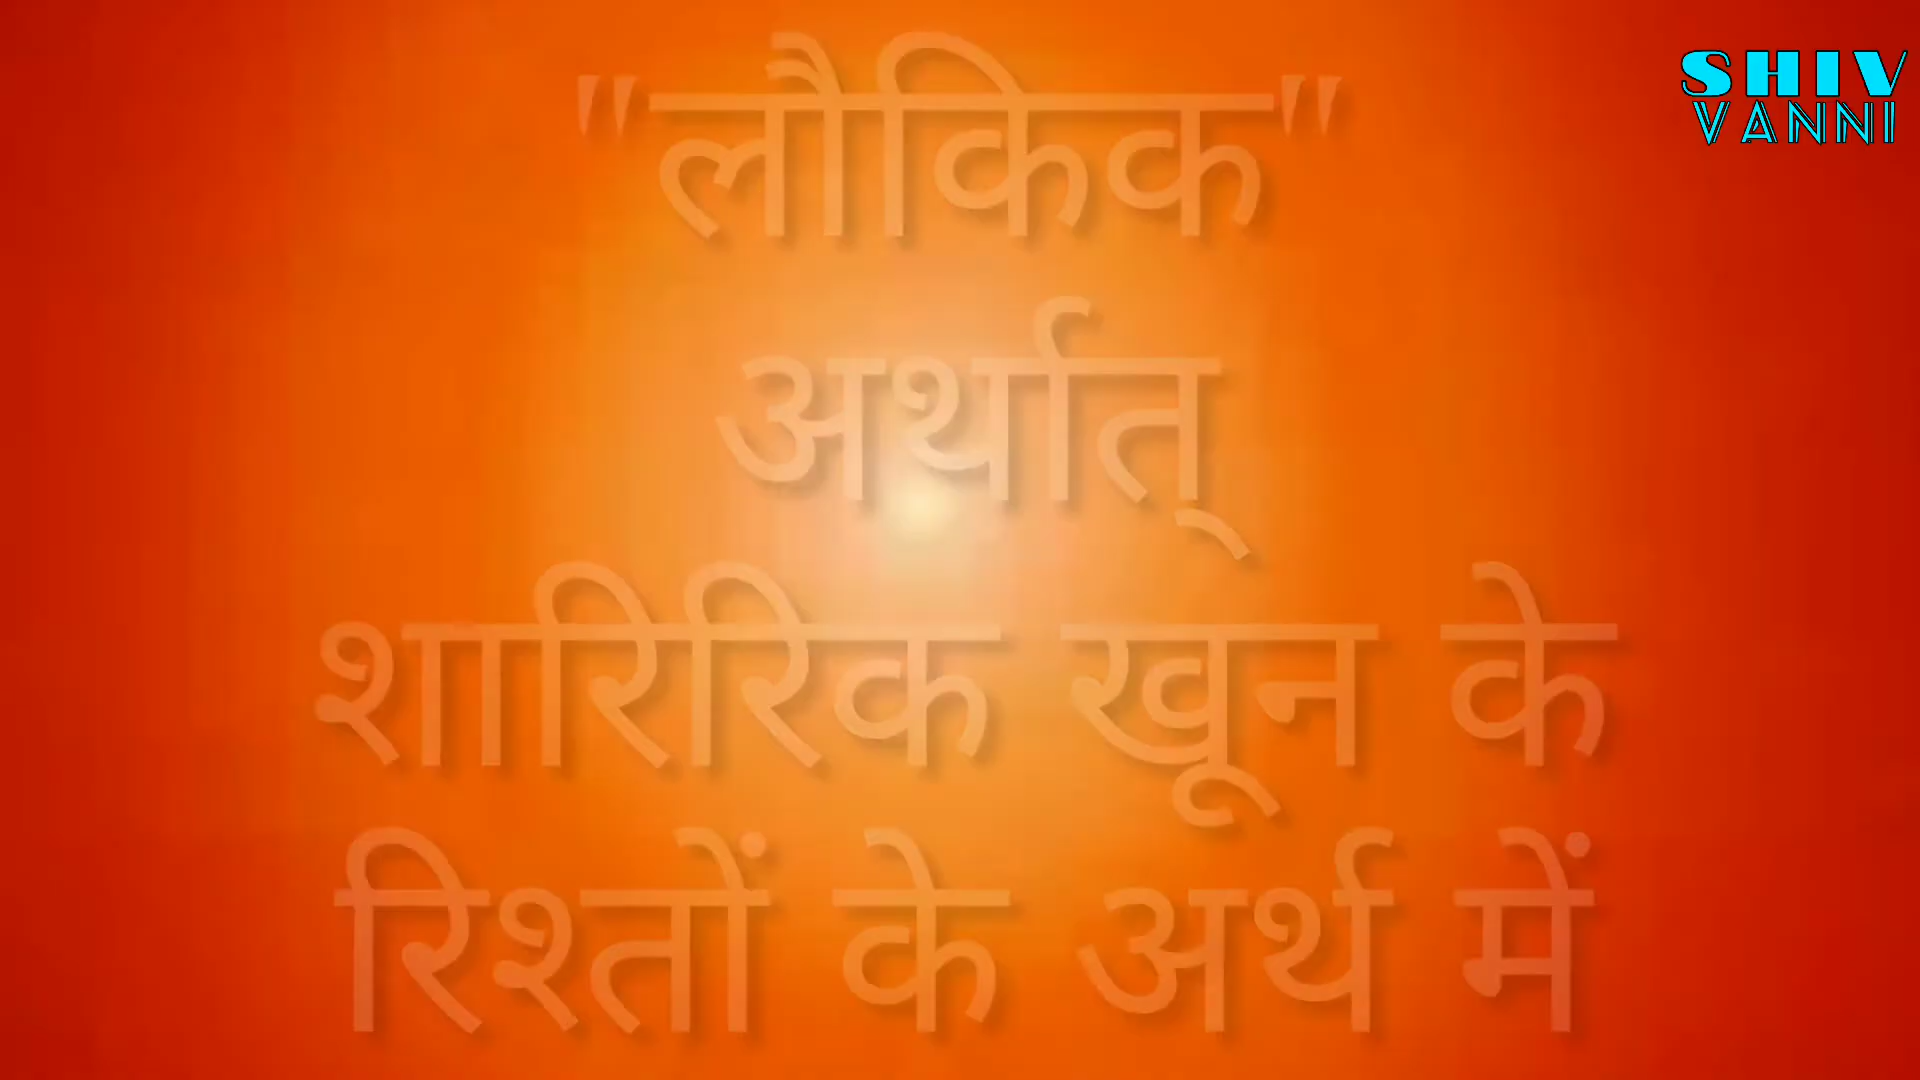 SHIV
VANNI
"लौकिक"
अर्थात्
शारिरिक खून के
रिश्तों के अर्थ में